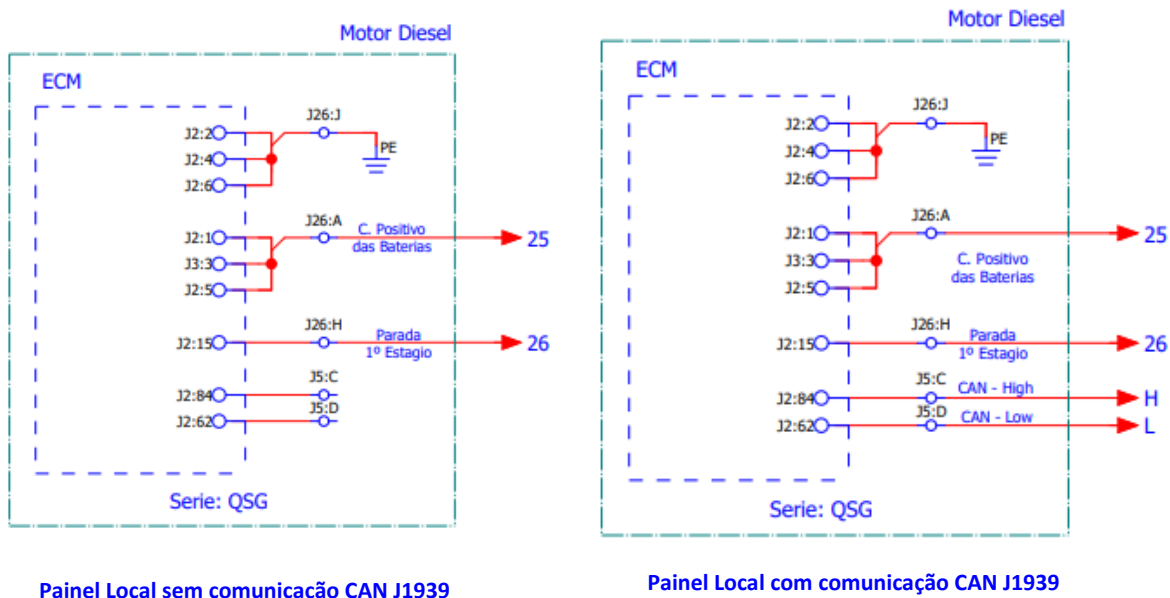 Motor Diesel
ECM
J26:J
J2:2
PE
J2:4
J2:6
J26:A
C. Positivo
das Baterias
J2:1
25
J3:3
J2:5
J26:H
Parada
1º Estagio
J2:15
26
J5:C
J2:84
J5:D
J2:62
Serie: QSG
Painel Local sem comunicação CAN J1939
Motor Diesel
ECM
J26:J
J2:2
PE
J2:4
J2:6
J26:A
J2:1
25
J3:3
C. Positivo
das Baterias
J2:5
J26:H
Parada
1º Estagio
J2:15
26
J5:C
CAN - High
J2:84
H
J5:D
CAN - Low
J2:62
L
Serie: QSG
Painel Local com comunicação CAN J1939